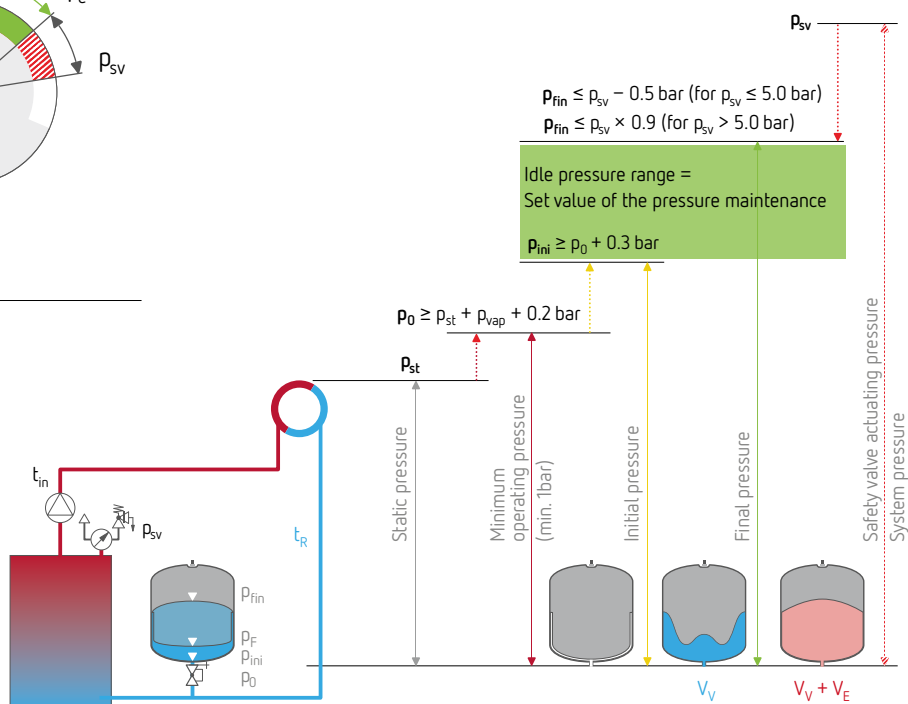 p_sv
p_sv
p_fin ≤ p_sv – 0.5 bar (for p_sv ≤ 5.0 bar)
p_fin ≤ p_sv × 0.9 (for p_sv > 5.0 bar)
Idle pressure range =
Set value of the pressure maintenance
p_ini ≥ p_0 + 0.3 bar
p_0 ≥ p_st + p_vap + 0.2 bar
p_st
Static pressure
Minimum
operating pressure
(min. 1bar)
Initial pressure
Final pressure
Safety valve actuating pressure
System pressure
t_in
p_sv
t_R
p_fin
p_F
p_ini
p_0
V_V
V_V + V_E